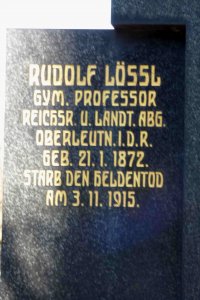 RUDOLF LÖSSL
GYM. PROFESSOR
REICHSR. U. LANDT. ABG.
OBERLEUTN. I. D. R.
GEB. 21. 1. 1872.
STARB DEN HELDENTOD
AM 3. 11. 1915.